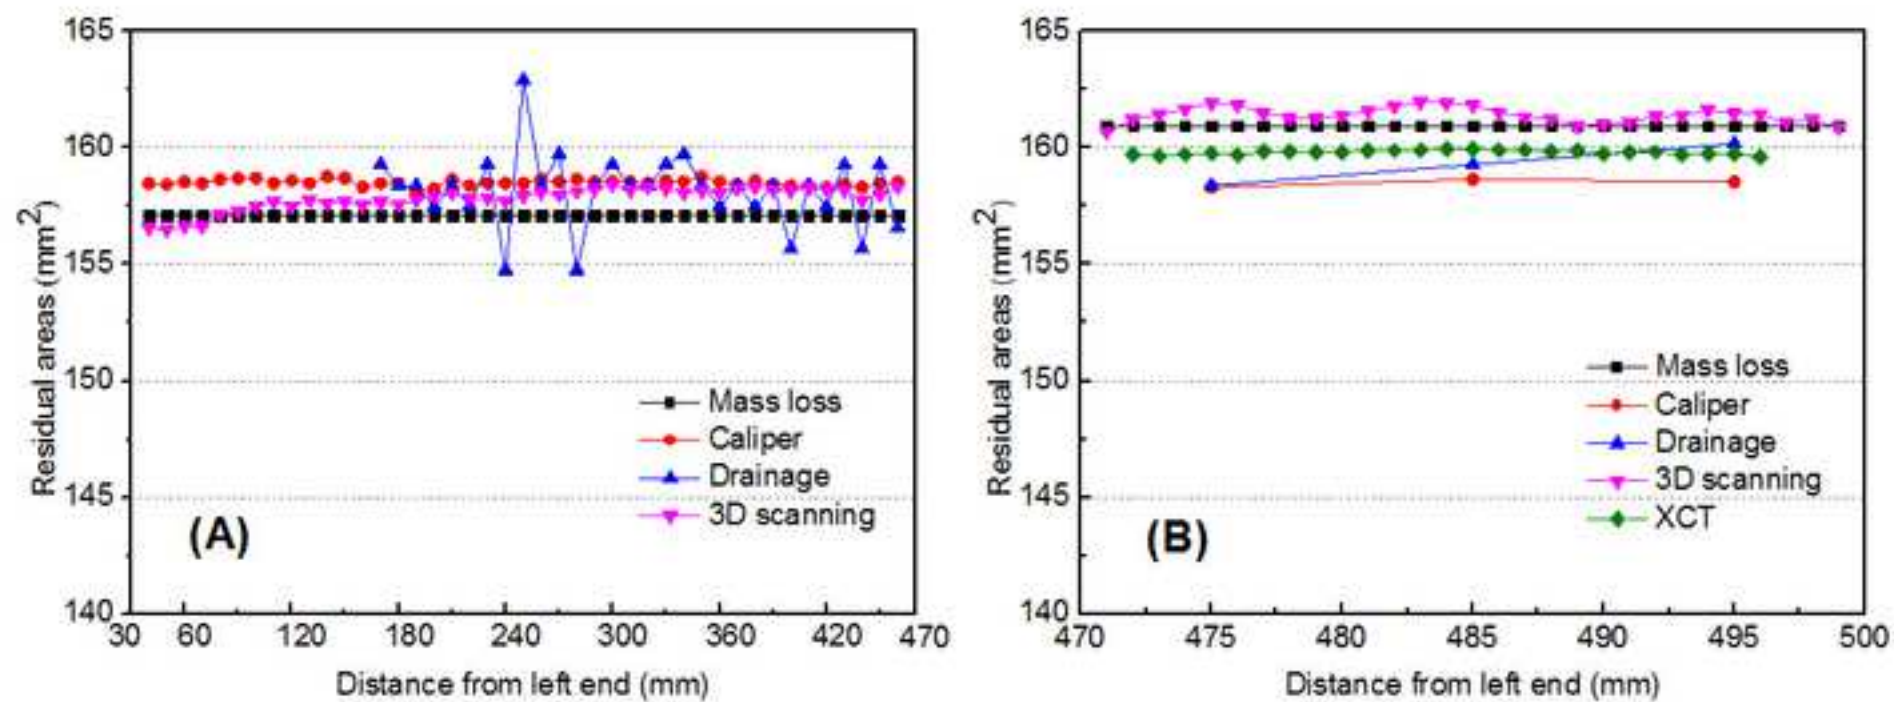 165
160
155
150
145
140
Residual areas (mm2)
Mass loss
Caliper
Drainage
3D scanning
(A)
30 60 120 180 240 300 360 420 470
Distance from left end (mm)
165
160
155
150
145
140
Residual areas (mm2)
Mass loss
Caliper
Drainage
3D scanning
XCT
(B)
470 475 480 485 490 495 500
Distance from left end (mm)